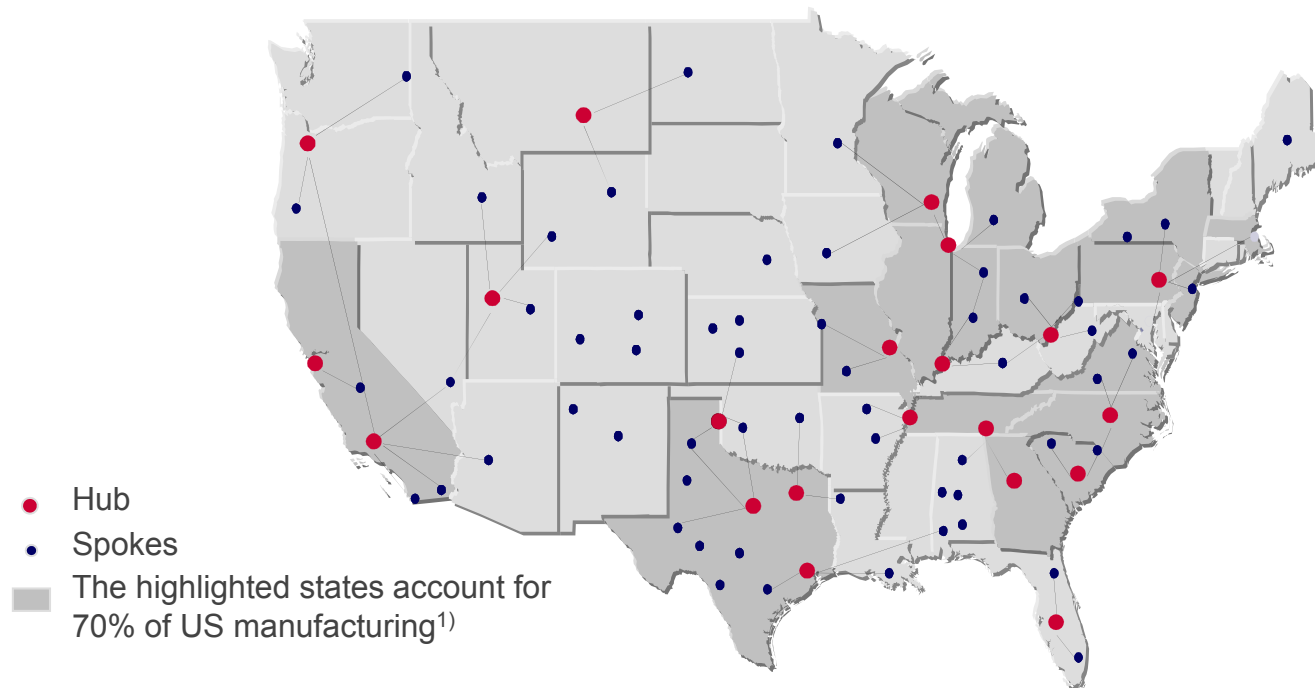 Hub
Spokes
The highlighted states account for
70% of US manufacturing1)